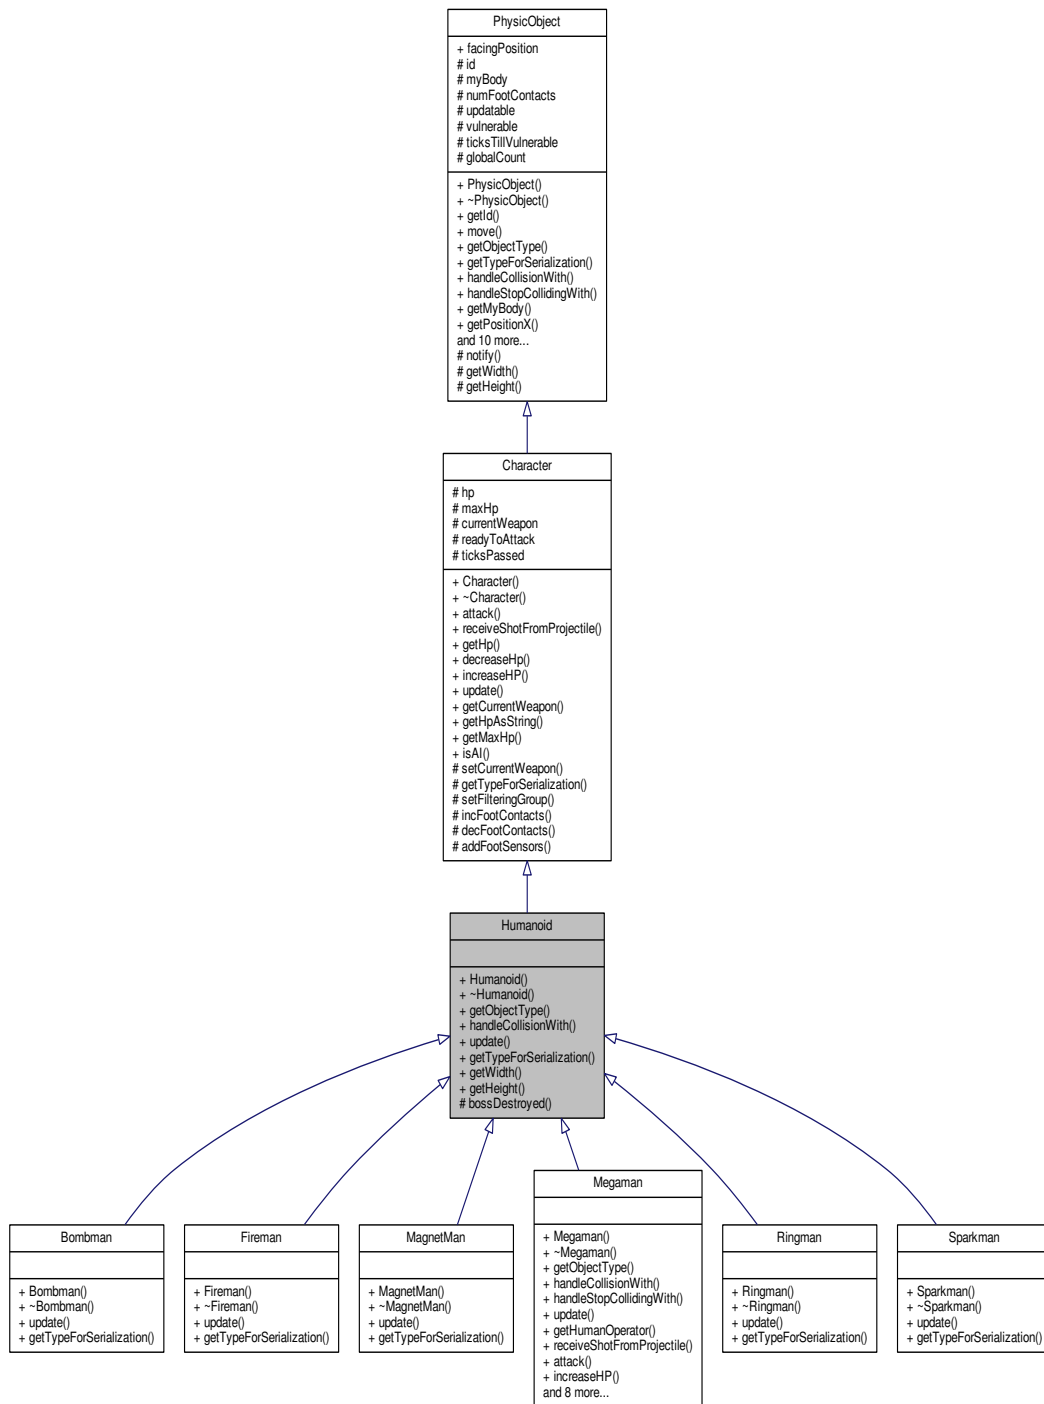 PhysicObject
+ facingPosition
# id
# myBody
# numFootContacts
# updatable
# vulnerable
# ticksTillVulnerable
# globalCount
+ PhysicObject()
+ ~PhysicObject()
+ getId()
+ move()
+ getObjectType()
+ getTypeForSerialization()
+ handleCollisionWith()
+ handleStopCollidingWith()
+ getMyBody()
+ getPositionX()
and 10 more...
# notify()
# getWidth()
# getHeight()
Character
# hp
# maxHp
# currentWeapon
# readyToAttack
# ticksPassed
+ Character()
+ ~Character()
+ attack()
+ receiveShotFromProjectile()
+ getHp()
+ decreaseHp()
+ increaseHP()
+ update()
+ getCurrentWeapon()
+ getHpAsString()
+ getMaxHp()
+ isAI()
# setCurrentWeapon()
# getTypeForSerialization()
# setFilteringGroup()
# incFootContacts()
# decFootContacts()
# addFootSensors()
Humanoid
+ Humanoid()
+ ~Humanoid()
+ getObjectType()
+ handleCollisionWith()
+ update()
+ getTypeForSerialization()
+ getWidth()
+ getHeight()
# bossDestroyed()
Bombman
+ Bombman()
+ ~Bombman()
+ update()
+ getTypeForSerialization()
Fireman
+ Fireman()
+ ~Fireman()
+ update()
+ getTypeForSerialization()
MagnetMan
+ MagnetMan()
+ ~MagnetMan()
+ update()
+ getTypeForSerialization()
Megaman
+ Megaman()
+ ~Megaman()
+ getObjectType()
+ handleCollisionWith()
+ handleStopCollidingWith()
+ update()
+ getHumanOperator()
+ receiveShotFromProjectile()
+ attack()
+ increaseHP()
and 8 more...
Ringman
+ Ringman()
+ ~Ringman()
+ update()
+ getTypeForSerialization()
Sparkman
+ Sparkman()
+ ~Sparkman()
+ update()
+ getTypeForSerialization()